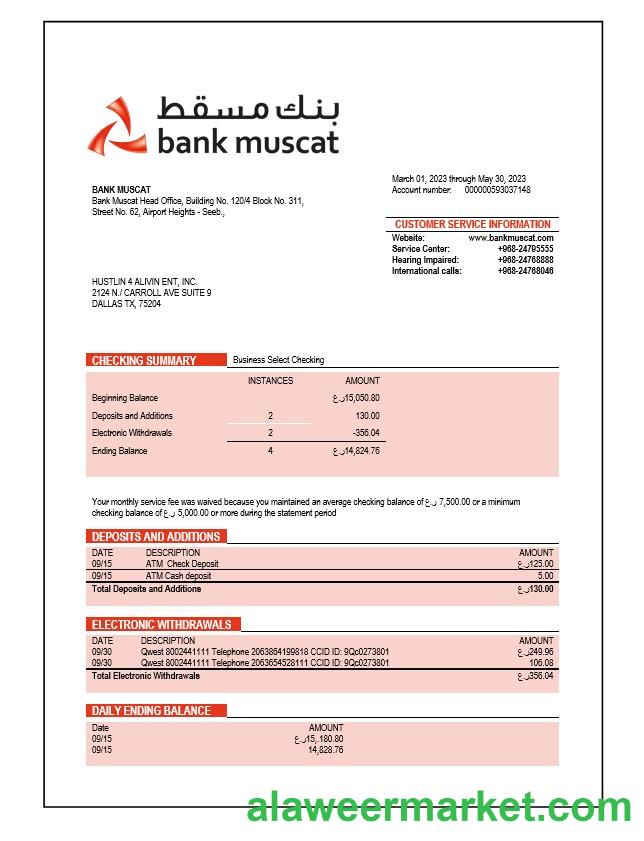 بنك مسقط
bank muscat
March 01, 2023 through May 30, 2023
Account number: 000000593037148
BANK MUSCAT
Bank Muscat Head Office, Building No. 120/4 Block No. 311,
Street No. 62, Airport Heights - Seeb.,
CUSTOMER SERVICE INFORMATION
Website: www.bankmuscat.com
Service Center: +968-24795555
Hearing Impaired: +968-24768888
International calls: +968-24768046
HUSTLIN 4 ALIVIN ENT, INC.
2124 N./ CARROLL AVE SUITE 9
DALLAS TX, 75204
CHECKING SUMMARY Business Select Checking
INSTANCES AMOUNT
Beginning Balance ر.ع15,050.80
Deposits and Additions 2 130.00
Electronic Withdrawals 2 -356.04
Ending Balance 4 ر.ع14,824.76
Your monthly service fee was waived because you maintained an average checking balance of ر.ع 7,500.00 or a minimum
checking balance of ر.ع 5,000.00 or more during the statement period
DEPOSITS AND ADDITIONS
DATE DESCRIPTION AMOUNT
09/15 ATM Check Deposit ر.ع125.00
09/15 ATM Cash deposit 5.00
Total Deposits and Additions ر.ع130.00
ELECTRONIC WITHDRAWALS
DATE DESCRIPTION AMOUNT
09/30 Qwest 8002441111 Telephone 2063864199818 CCID ID: 9Qc0273801 ر.ع249.96
09/30 Qwest 8002441111 Telephone 2063654528111 CCID ID: 9Qc0273801 106.08
Total Electronic Withdrawals ر.ع356.04
DAILY ENDING BALANCE
Date AMOUNT
09/15 ر.ع15,.180.80
09/15 14,828.76
alaweermarket.com